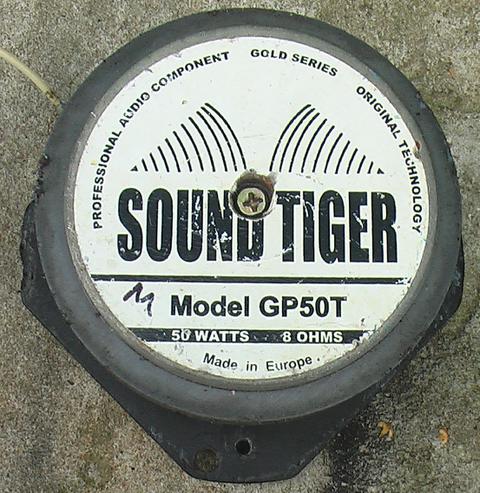 PROFESSIONAL AUDIO COMPONENT GOLD SERIES ORIGINAL TECHNOLOGY
SOUND TIGER
M Model GP50T
50 WATTS 8 OHMS
Made in Europe